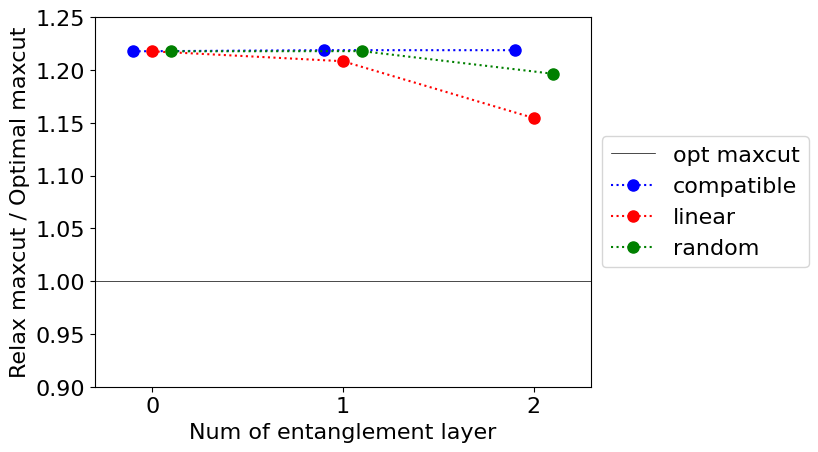 1.25
1.20
1.15
1.10
1.05
1.00
0.95
0.90
Relax maxcut / Optimal maxcut
0 1 2
Num of entanglement layer
opt maxcut
compatible
linear
random